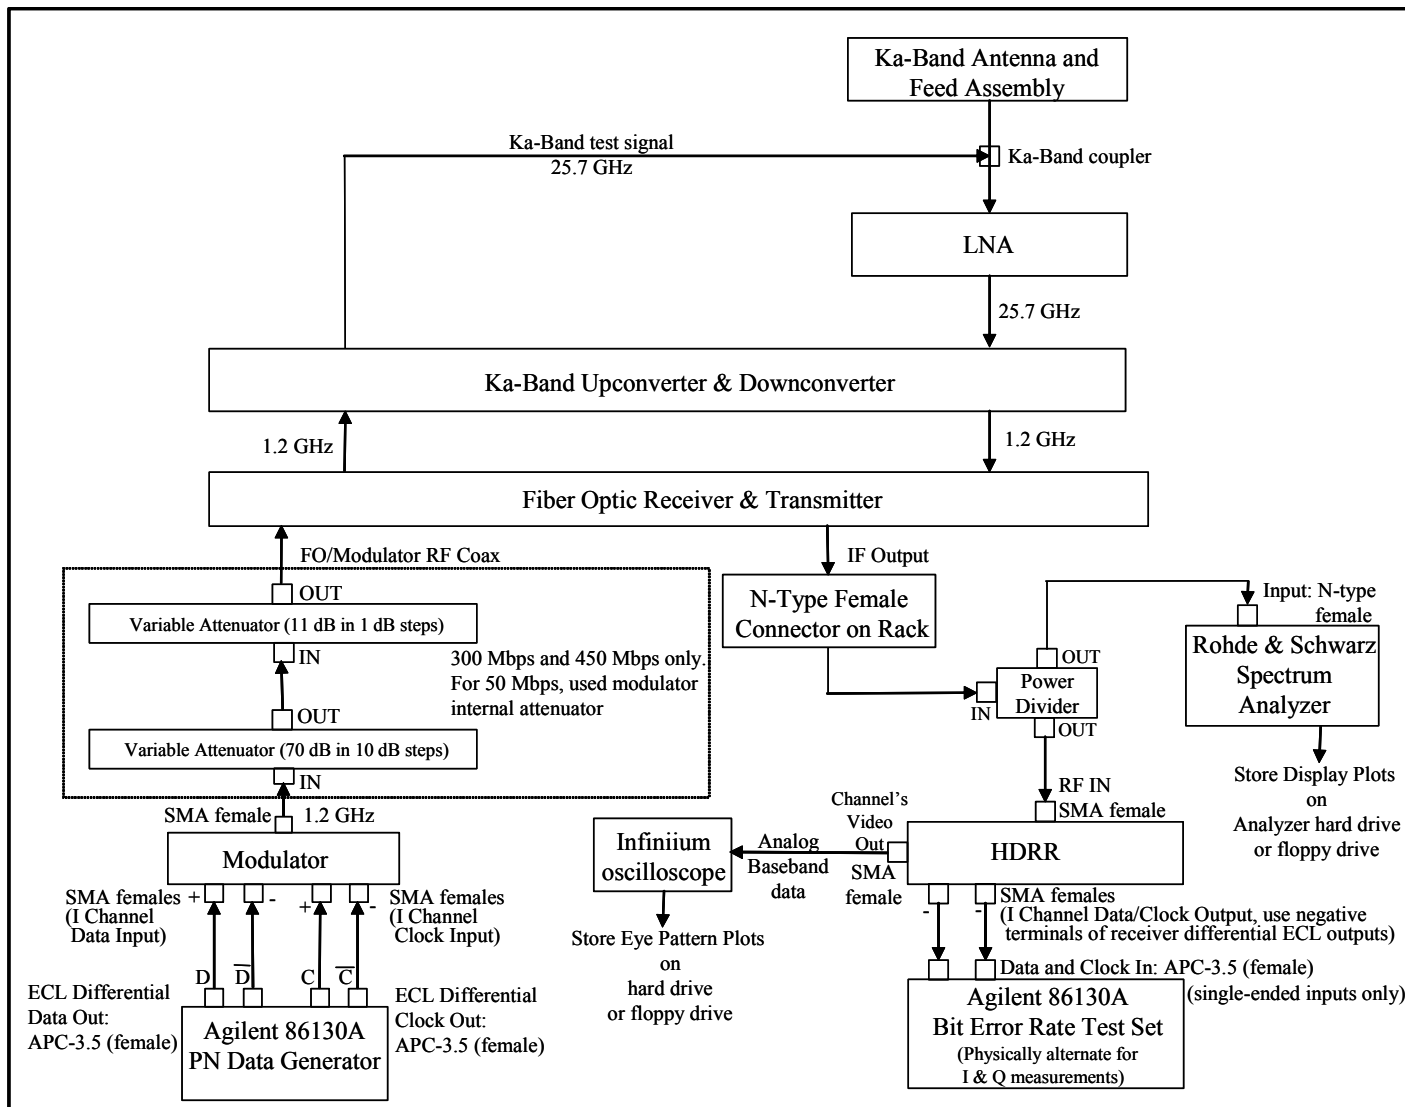 Ka-Band Antenna and
Feed Assembly
Ka-Band test signal
25.7 GHz
Ka-Band coupler
LNA
25.7 GHz
Ka-Band Upconverter & Downconverter
1.2 GHz
1.2 GHz
Fiber Optic Receiver & Transmitter
FO/Modulator RF Coax
IF Output
OUT
Variable Attenuator (11 dB in 1 dB steps)
IN
300 Mbps and 450 Mbps only.
For 50 Mbps, used modulator
internal attenuator
OUT
Variable Attenuator (70 dB in 10 dB steps)
IN
SMA female
1.2 GHz
Modulator
SMA females
(I Channel
Data Input)
+
-
+
-
SMA females
(I Channel
Clock Input)
D
D̅
C
C̅
ECL Differential
Data Out:
APC-3.5 (female)
Agilent 86130A
PN Data Generator
ECL Differential
Clock Out:
APC-3.5 (female)
N-Type Female
Connector on Rack
Input: N-type
female
OUT
Power
Divider
IN
OUT
Rohde & Schwarz
Spectrum
Analyzer
Store Display Plots
on
Analyzer hard drive
or floppy drive
RF IN
SMA female
Channel's
Video
Out
SMA
female
HDRR
Analog
Baseband
data
Infiniium
oscilloscope
Store Eye Pattern Plots
on
hard drive
or floppy drive
-
-
SMA females
(I Channel Data/Clock Output, use negative
terminals of receiver differential ECL outputs)
Data and Clock In: APC-3.5 (female)
(single-ended inputs only)
Agilent 86130A
Bit Error Rate Test Set
(Physically alternate for
I & Q measurements)